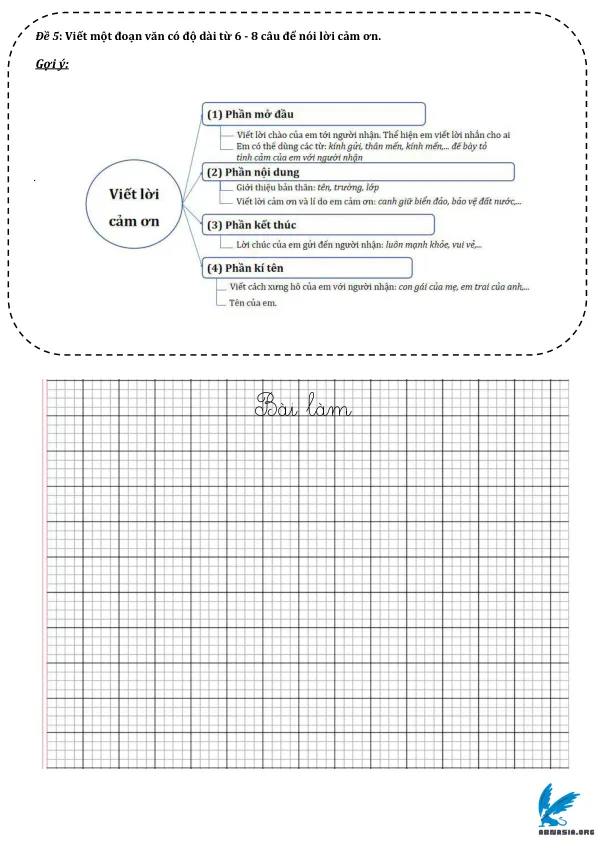 Đề 5: Viết một đoạn văn có độ dài từ 6 - 8 câu để nói lời cảm ơn.
Gợi ý:
Viết lời
cảm ơn
(1) Phần mở đầu
Viết lời chào của em tới người nhận. Thể hiện em viết lời nhắn cho ai
Em có thể dùng các từ: kính gửi, thân mến, kính mến,... để bày tỏ
tình cảm của em với người nhận
(2) Phần nội dung
Giới thiệu bản thân: tên, trường, lớp
Viết lời cảm ơn và lí do em cảm ơn: canh giữ biển đảo, bảo vệ đất nước,...
(3) Phần kết thúc
Lời chúc của em gửi đến người nhận: luôn mạnh khỏe, vui vẻ,...
(4) Phần kí tên
Viết cách xưng hô của em với người nhận: con gái của mẹ, em trai của anh,...
Tên của em.
Bài làm
ABNASIA.ORG